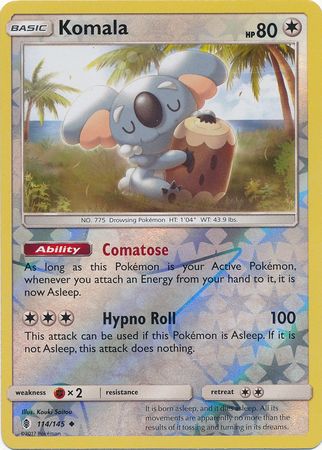 BASIC Komala HP 80
NO. 775 Drowsing Pokémon HT: 1'04" WT: 43.9 lbs.
Ability Comatose
As long as this Pokémon is your Active Pokémon,
whenever you attach an Energy from your hand to it, it is
now Asleep.
Hypno Roll 100
This attack can be used if this Pokémon is Asleep. If it
is not Asleep, this attack does nothing.
weakness × 2 resistance retreat
Illus. Kouki Saitou
114/145
©2017 Pokémon
It is born asleep, and it dies asleep. All its
movements are apparently no more than the
results of it tossing and turning in its dreams.